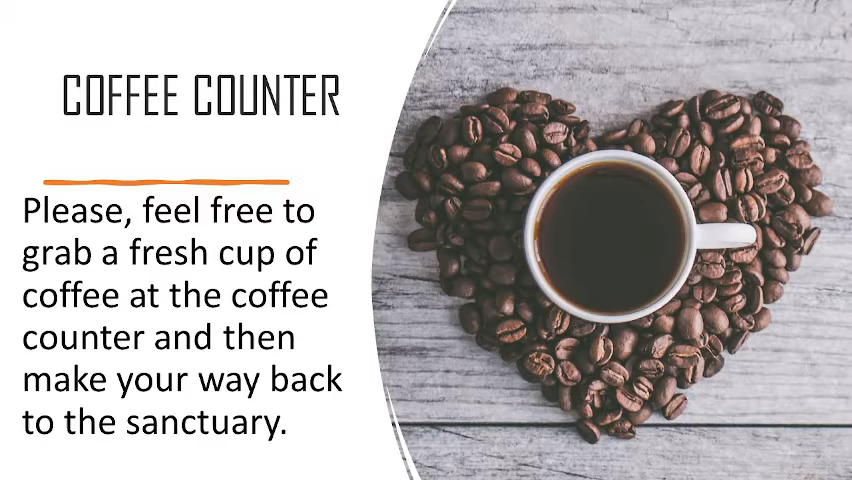 COFFEE COUNTER
Please, feel free to
grab a fresh cup of
coffee at the coffee
counter and then
make your way back
to the sanctuary.